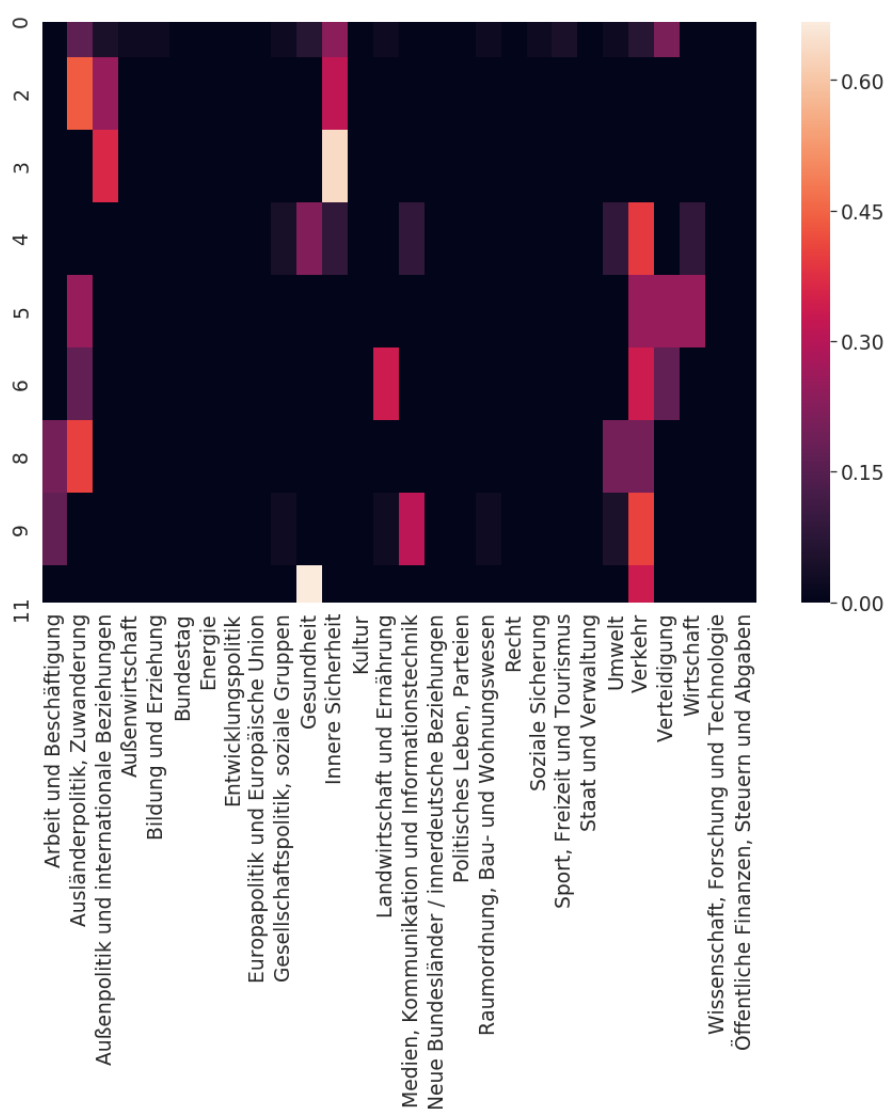 0
2
3
4
5
6
8
9
11
Arbeit und Beschäftigung
Ausländerpolitik, Zuwanderung
Außenpolitik und internationale Beziehungen
Außenwirtschaft
Bildung und Erziehung
Bundestag
Energie
Entwicklungspolitik
Europapolitik und Europäische Union
Gesellschaftspolitik, soziale Gruppen
Gesundheit
Innere Sicherheit
Kultur
Landwirtschaft und Ernährung
Medien, Kommunikation und Informationstechnik
Neue Bundesländer / innerdeutsche Beziehungen
Politisches Leben, Parteien
Raumordnung, Bau- und Wohnungswesen
Recht
Soziale Sicherung
Sport, Freizeit und Tourismus
Staat und Verwaltung
Umwelt
Verkehr
Verteidigung
Wirtschaft
Wissenschaft, Forschung und Technologie
Öffentliche Finanzen, Steuern und Abgaben
0.60
0.45
0.30
0.15
0.00